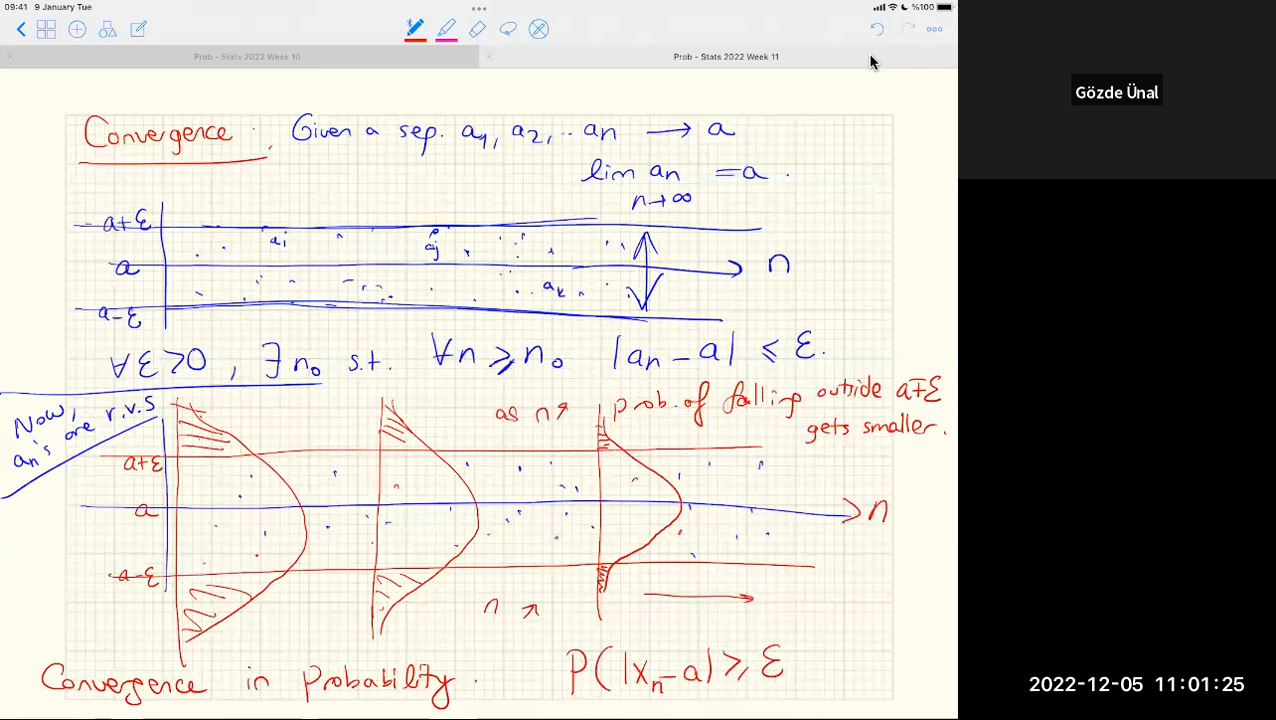 09:41 9 January Tue
%100
Prob - Stats 2022 Week 10
Prob - Stats 2022 Week 11
Gözde Ünal
Convergence: Given a seq. a₁, a₂, .. aₙ → a
lim aₙ = a.
n→∞
a+ε
aᵢ
aⱼ
a
n
aₖ
a-ε
∀ε>0, ∃n₀ s.t. ∀n ≥ n₀ |aₙ - a| ≤ ε.
Now,
aₙ's are r.v.s
as n↗ prob. of falling outside a∓ε
gets smaller.
a+ε
a
n
a-ε
n ↗
Convergence in Probability. P(|Xₙ-a| ≥ ε
2022-12-05 11:01:25